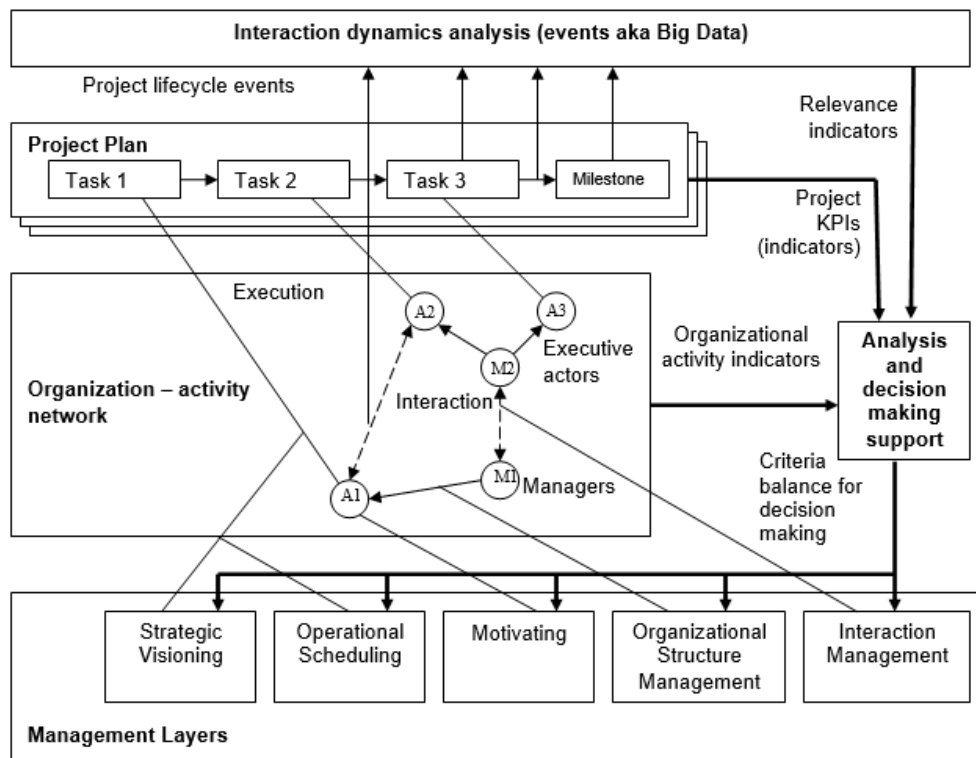 Interaction dynamics analysis (events aka Big Data)
Project lifecycle events
Relevance
indicators
Project Plan
Task 1
Task 2
Task 3
Milestone
Project
KPIs
(indicators)
Execution
A2
A3
Executive
actors
M2
Organization – activity
network
Interaction
Organizational
activity indicators
Analysis
and
decision
making
support
A1
M1
Managers
Criteria
balance for
decision
making
Strategic
Visioning
Operational
Scheduling
Motivating
Organizational
Structure
Management
Interaction
Management
Management Layers